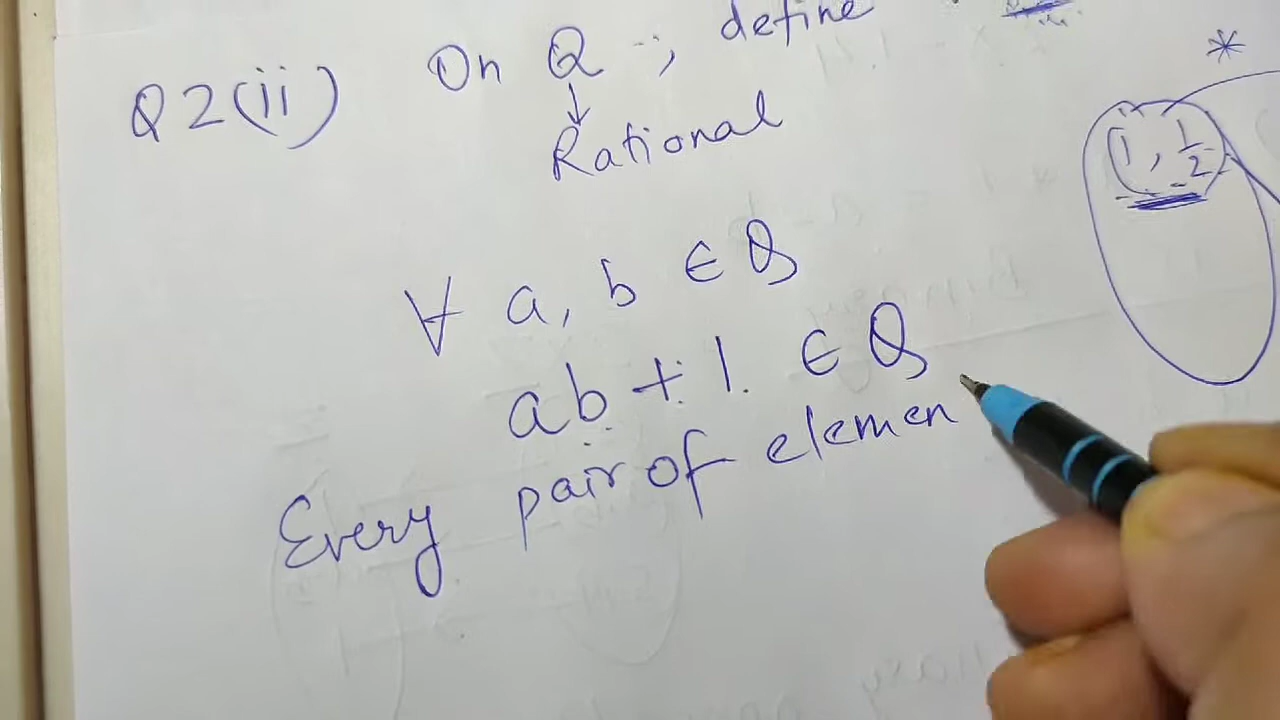 Q2(ii) On Q ; define
↓
Rational
*
(1, 1/2
∀ a, b ∈ Q
ab + 1. ∈ Q
Every pair of elemen